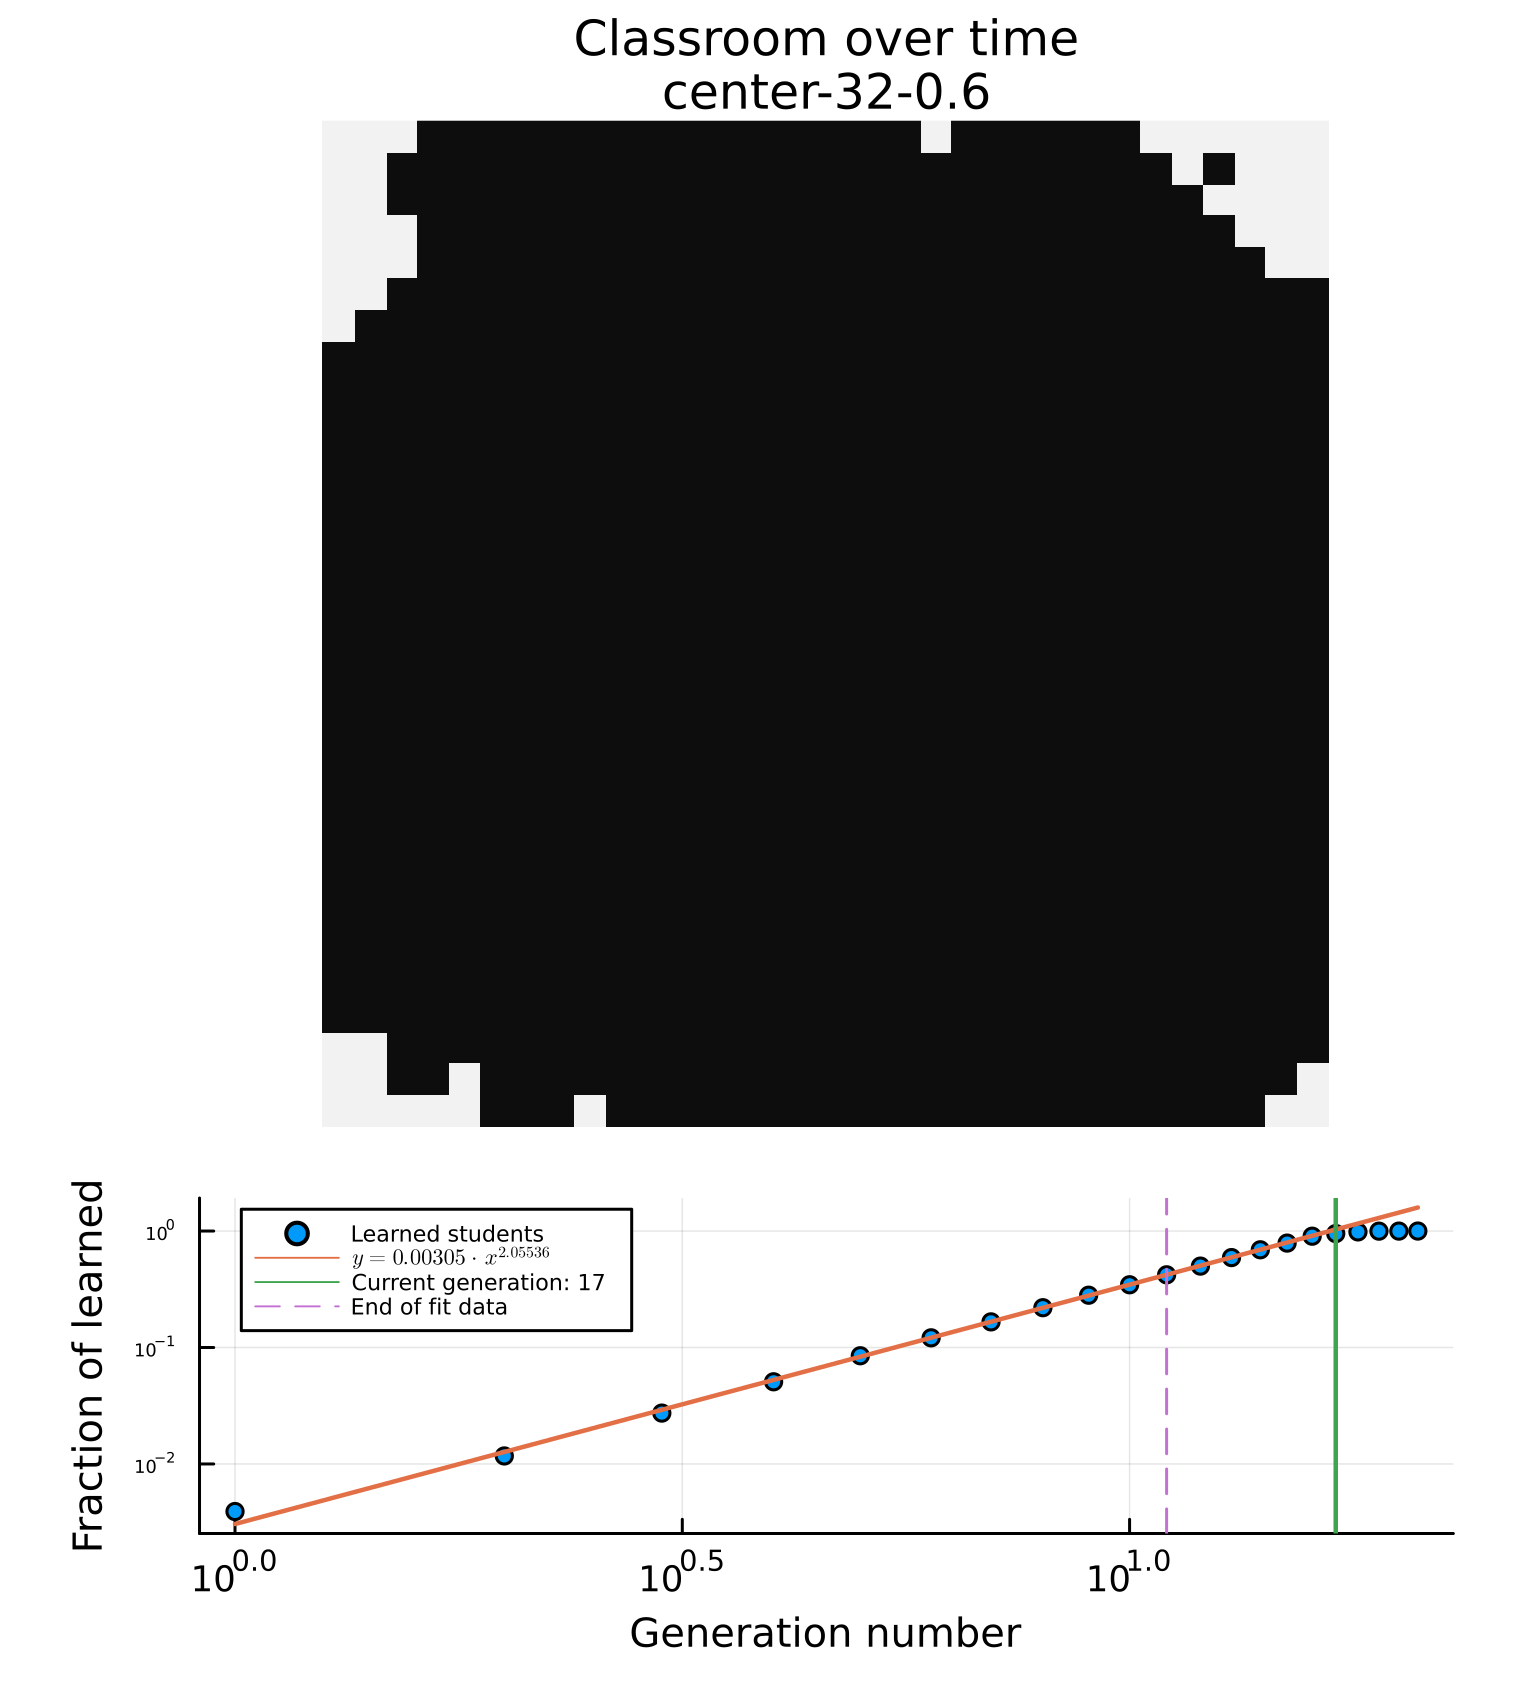 Classroom over time
center-32-0.6
Fraction of learned
10^0
10^-1
10^-2
Learned students
y = 0.00305 · x^2.05536
Current generation: 17
End of fit data
10^0.0
10^0.5
10^1.0
Generation number